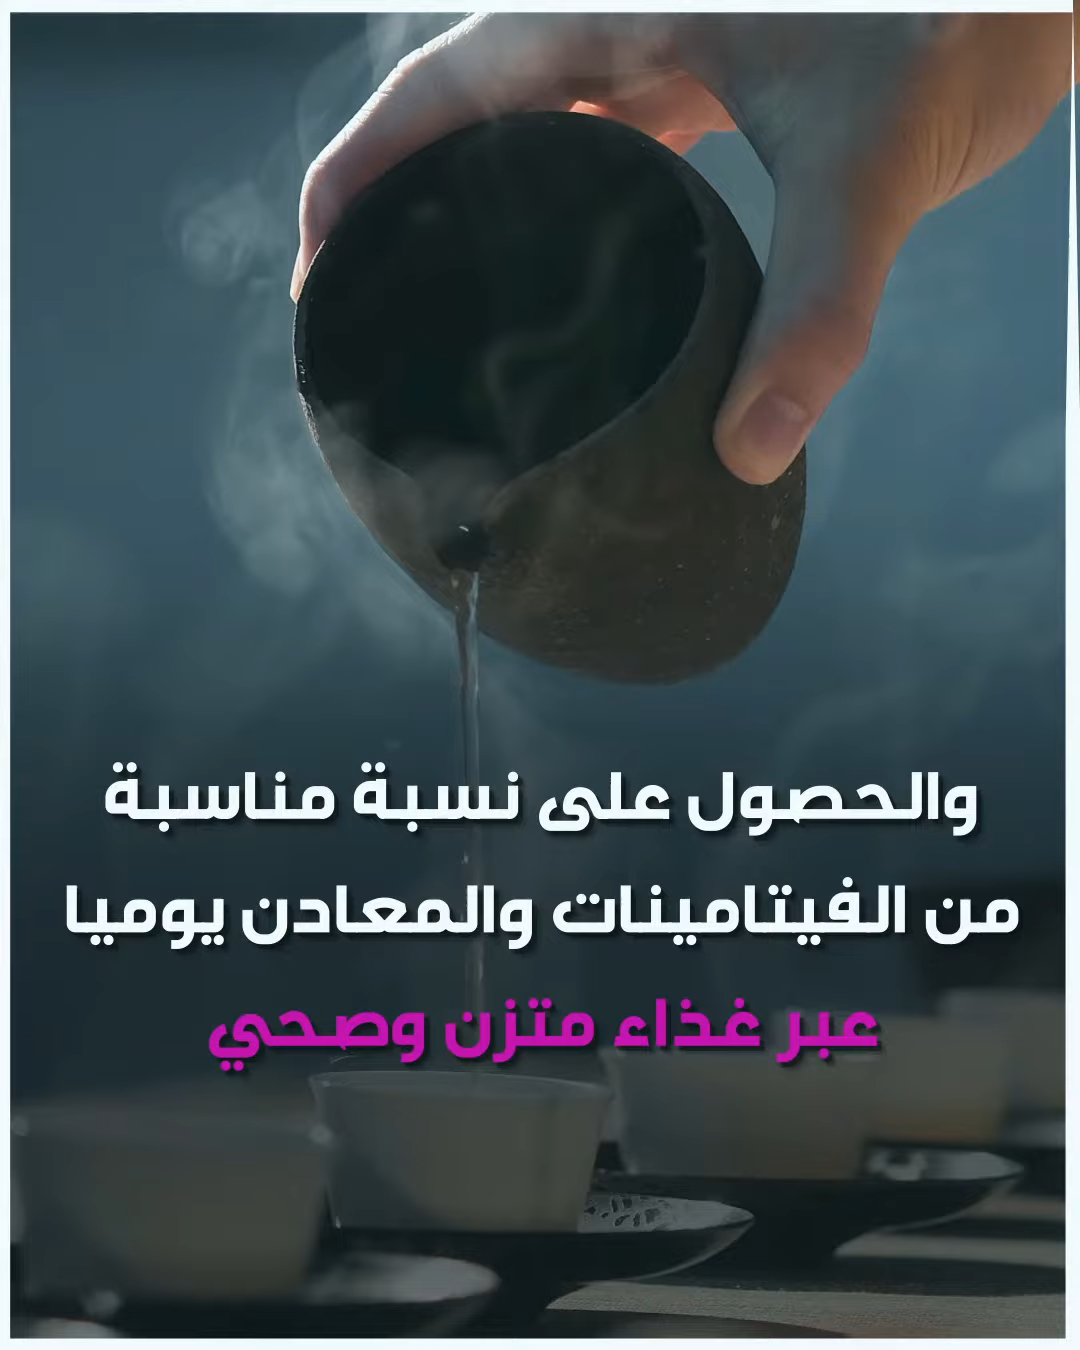 والحصول على نسبة مناسبة
من الفيتامينات والمعادن يوميا
عبر غذاء متزن وصحي